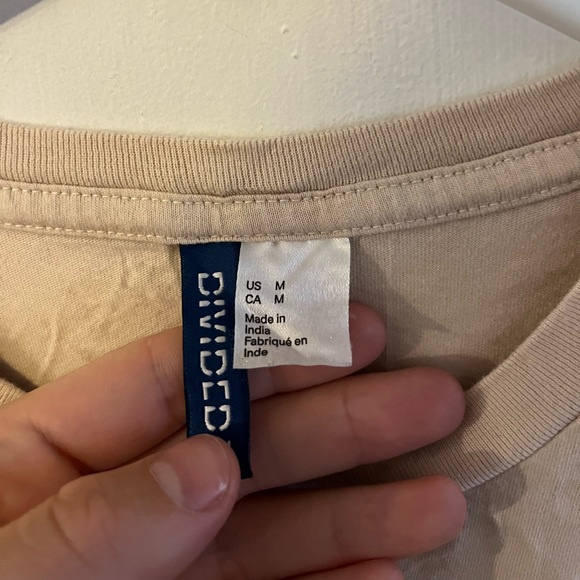 DIVIDED
US M
CA M
Made in
India
Fabriqué en
Inde